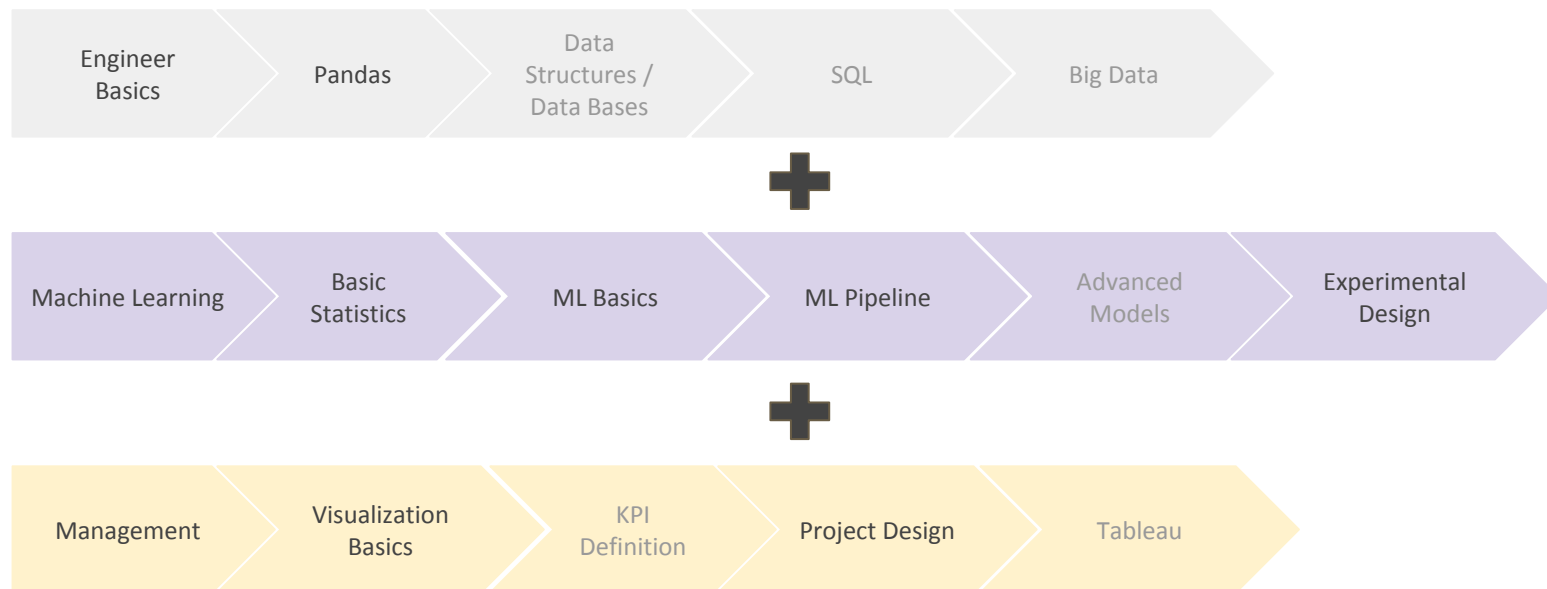 Engineer
Basics
Pandas
Data
Structures /
Data Bases
SQL
Big Data
Machine Learning
Basic
Statistics
ML Basics
ML Pipeline
Advanced
Models
Experimental
Design
Management
Visualization
Basics
KPI
Definition
Project Design
Tableau